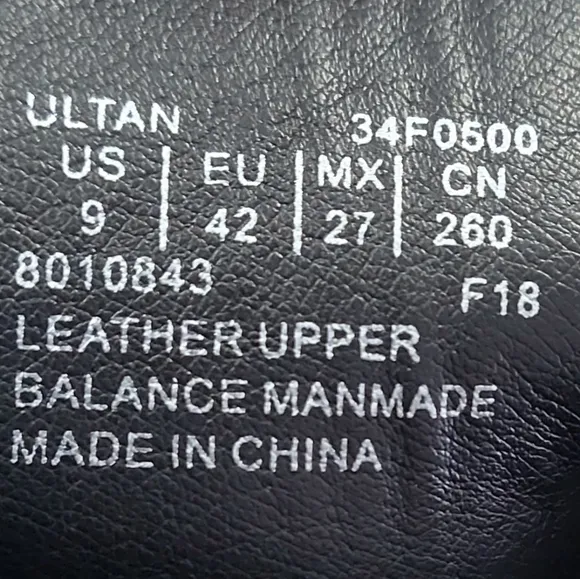 ULTAN 34F0500
US | EU | MX | CN
9 | 42 | 27 | 260
8010843 F18
LEATHER UPPER
BALANCE MANMADE
MADE IN CHINA